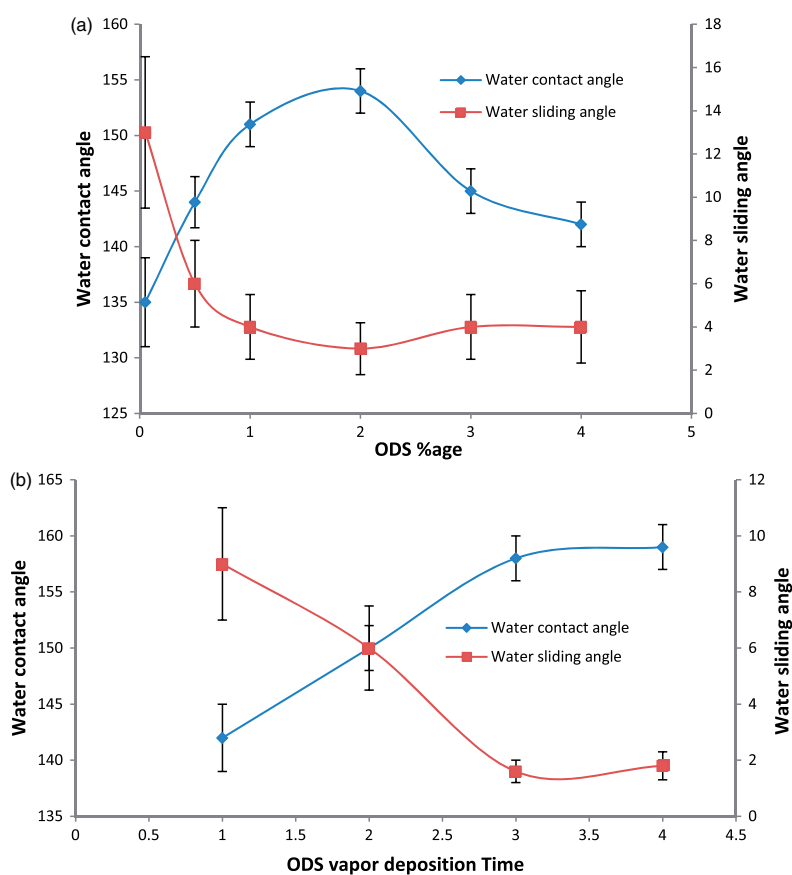 (a)
160
155
150
145
140
135
130
125
Water contact angle
18
16
14
12
10
8
6
4
2
0
Water sliding angle
Water contact angle
Water sliding angle
0 1 2 3 4 5
ODS %age
(b)
165
160
155
150
145
140
135
Water contact angle
12
10
8
6
4
2
0
Water sliding angle
Water contact angle
Water sliding angle
0 0.5 1 1.5 2 2.5 3 3.5 4 4.5
ODS vapor deposition Time